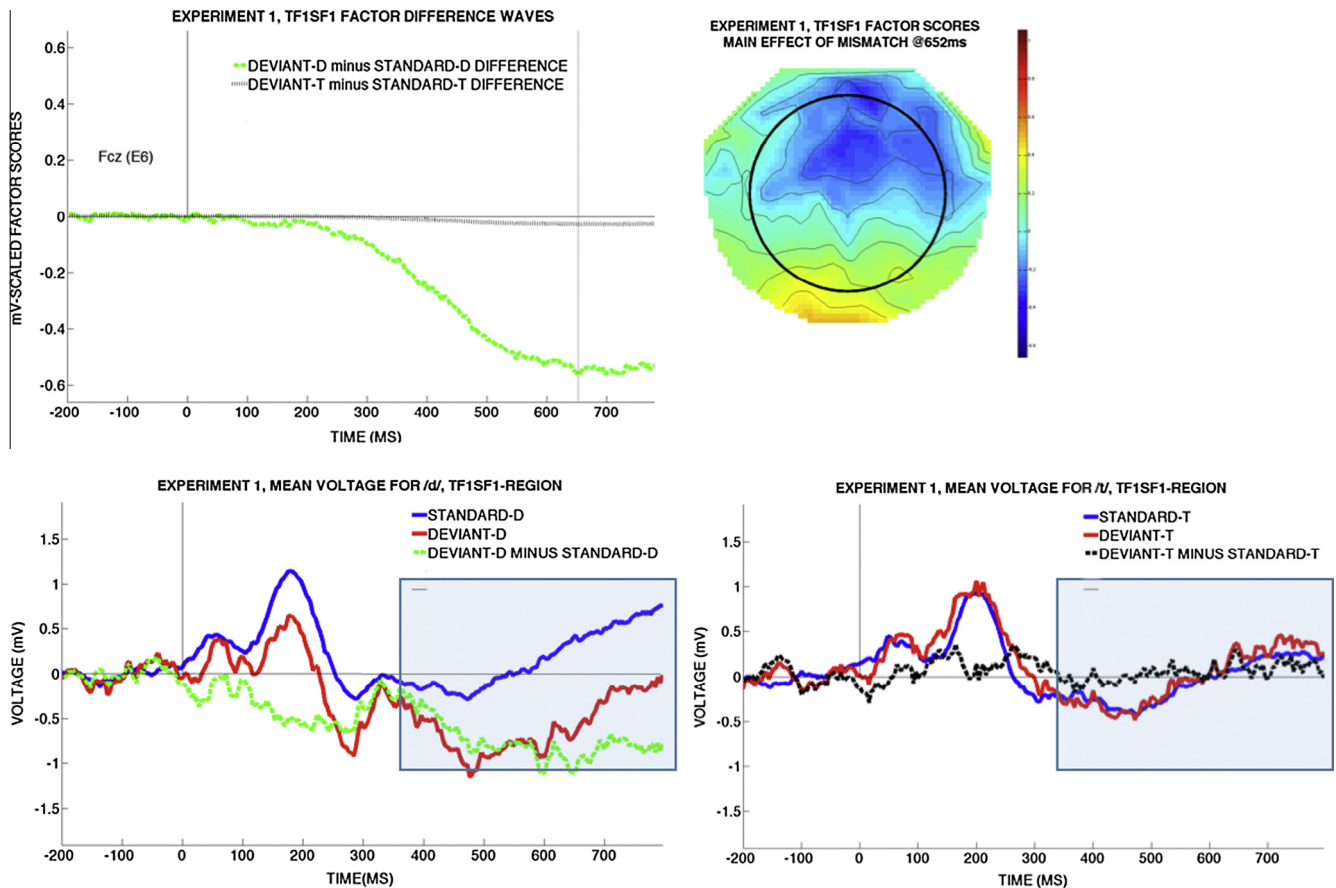 EXPERIMENT 1, TF1SF1 FACTOR DIFFERENCE WAVES
mV-SCALED FACTOR SCORES
0.6
0.4
0.2
0
-0.2
-0.4
-0.6
DEVIANT-D minus STANDARD-D DIFFERENCE
DEVIANT-T minus STANDARD-T DIFFERENCE
Fcz (E6)
-200 -100 0 100 200 300 400 500 600 700
TIME (MS)
EXPERIMENT 1, TF1SF1 FACTOR SCORES
MAIN EFFECT OF MISMATCH @652ms
EXPERIMENT 1, MEAN VOLTAGE FOR /d/, TF1SF1-REGION
STANDARD-D
DEVIANT-D
DEVIANT-D MINUS STANDARD-D
VOLTAGE (mV)
1.5
1
0.5
0
-0.5
-1
-1.5
-200 -100 0 100 200 300 400 500 600 700
TIME(MS)
EXPERIMENT 1, MEAN VOLTAGE FOR /t/, TF1SF1-REGION
STANDARD-T
DEVIANT-T
DEVIANT-T MINUS STANDARD-T
VOLTAGE (mV)
1.5
1
0.5
0
-0.5
-1
-1.5
-200 -100 0 100 200 300 400 500 600 700
TIME (MS)